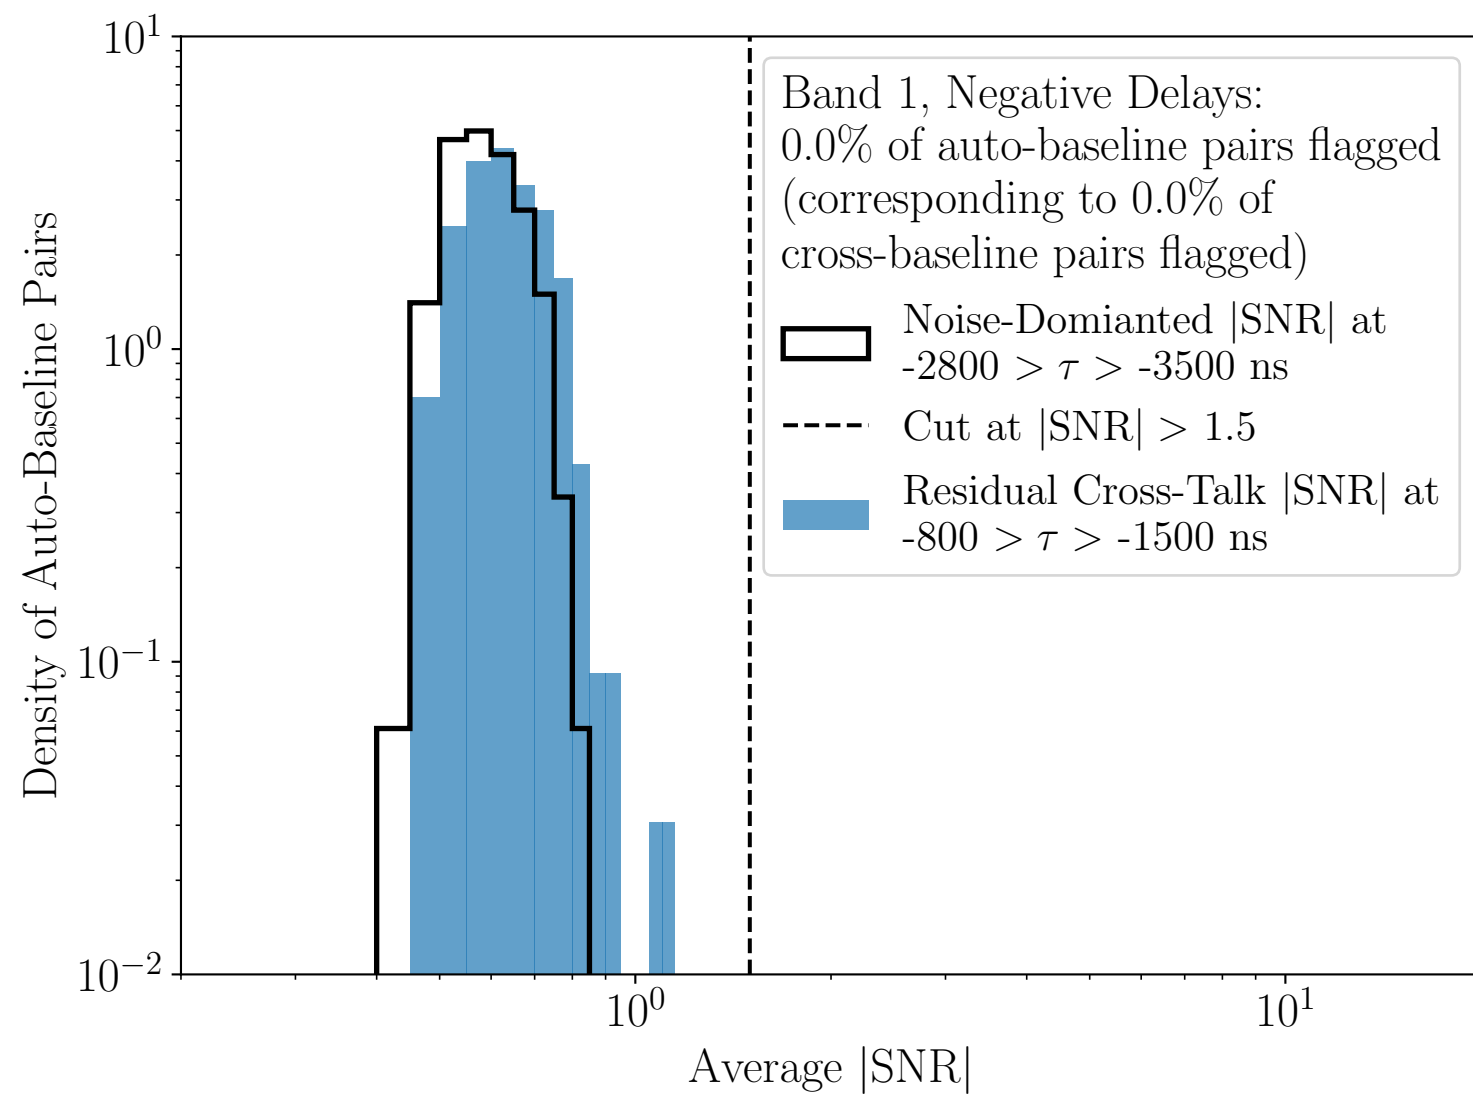 10^1
10^0
10^-1
10^-2
Density of Auto-Baseline Pairs
Band 1, Negative Delays:
0.0% of auto-baseline pairs flagged
(corresponding to 0.0% of
cross-baseline pairs flagged)
Noise-Domianted |SNR| at
-2800 > τ > -3500 ns
Cut at |SNR| > 1.5
Residual Cross-Talk |SNR| at
-800 > τ > -1500 ns
10^0
10^1
Average |SNR|